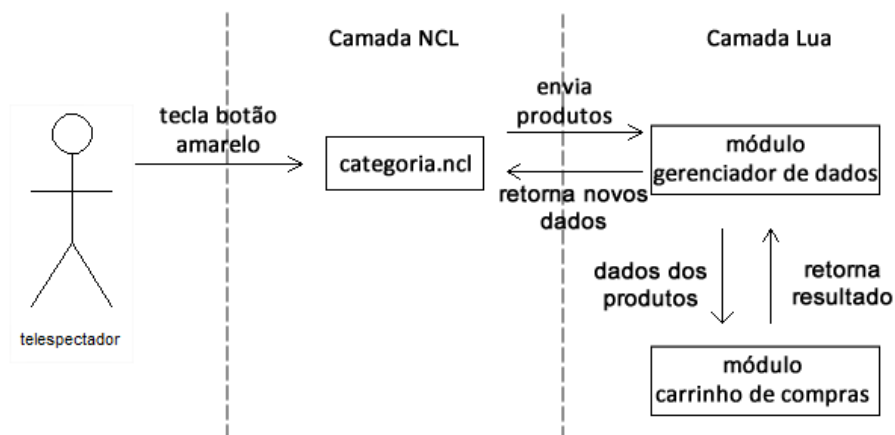 Camada NCL
Camada Lua
tecla botão
amarelo
envia
produtos
categoria.ncl
módulo
gerenciador de dados
retorna novos
dados
dados dos
produtos
retorna
resultado
telespectador
módulo
carrinho de compras